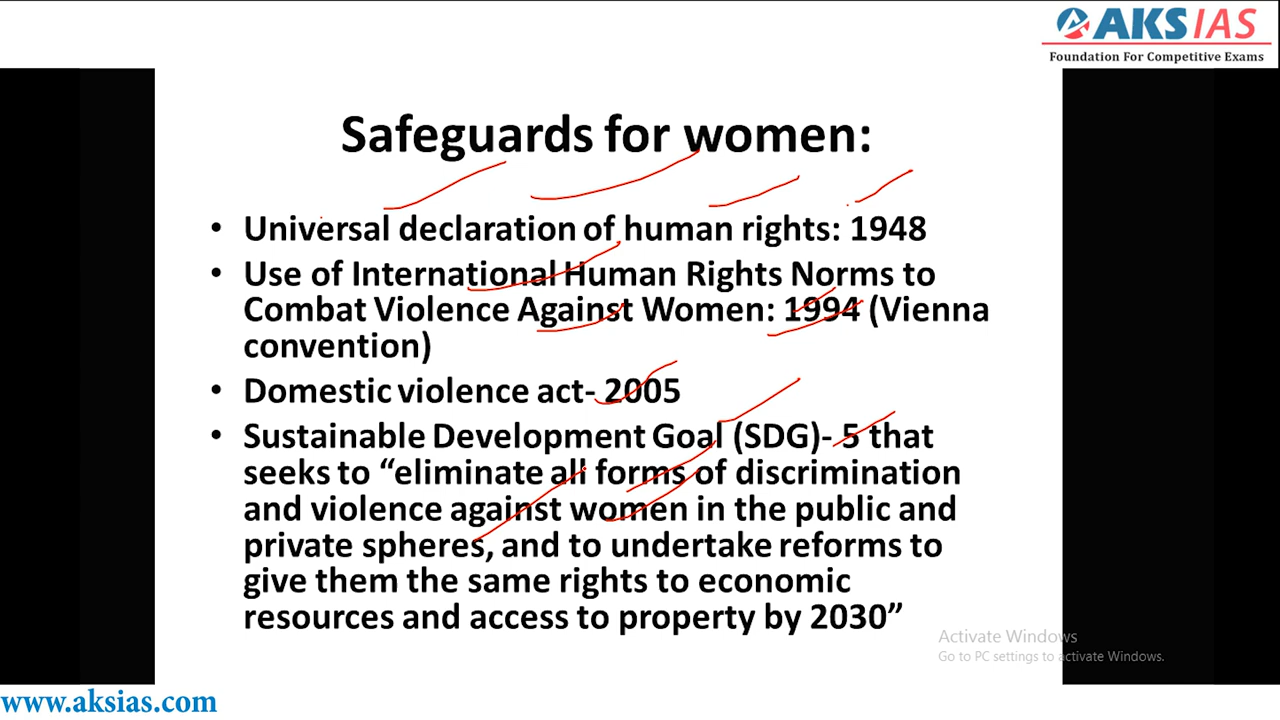 AKS IAS
Foundation For Competitive Exams
Safeguards for women:
• Universal declaration of human rights: 1948
• Use of International Human Rights Norms to
Combat Violence Against Women: 1994 (Vienna
convention)
• Domestic violence act- 2005
• Sustainable Development Goal (SDG)- 5 that
seeks to “eliminate all forms of discrimination
and violence against women in the public and
private spheres, and to undertake reforms to
give them the same rights to economic
resources and access to property by 2030”
Activate Windows
Go to PC settings to activate Windows.
www.aksias.com